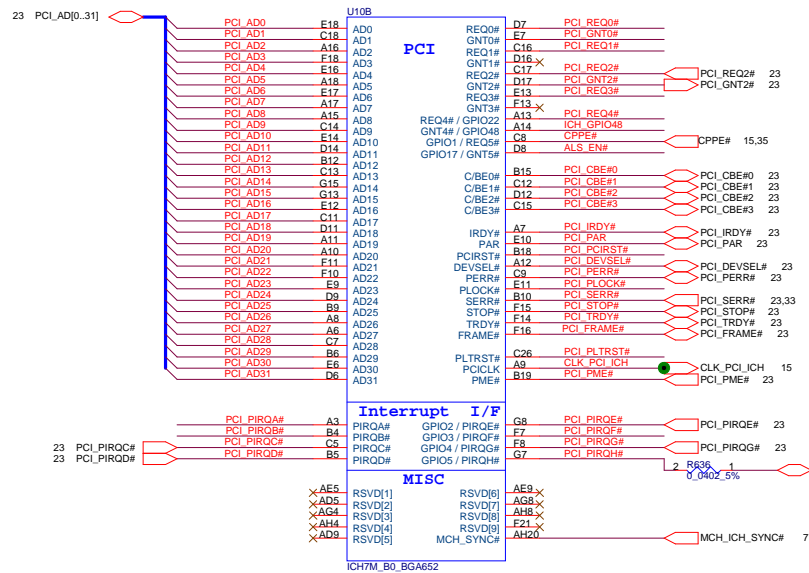 U10B
23 PCI_AD[0..31]
PCI
PCI_AD0 E18 AD0 REQ0# D7 PCI_REQ0#
PCI_AD1 C18 AD1 GNT0# E7 PCI_GNT0#
PCI_AD2 A16 AD2 REQ1# C16 PCI_REQ1#
PCI_AD3 F18 AD3 GNT1# D16
PCI_AD4 E16 AD4 REQ2# C17 PCI_REQ2# PCI_REQ2# 23
PCI_AD5 A18 AD5 GNT2# D17 PCI_GNT2# PCI_GNT2# 23
PCI_AD6 E17 AD6 REQ3# E13 PCI_REQ3#
PCI_AD7 A17 AD7 GNT3# F13
PCI_AD8 A15 AD8 REQ4# / GPIO22 A13 PCI_REQ4#
PCI_AD9 C14 AD9 GNT4# / GPIO48 A14 ICH_GPIO48
PCI_AD10 E14 AD10 GPIO1 / REQ5# C8 CPPE# CPPE# 15,35
PCI_AD11 D14 AD11 GPIO17 / GNT5# D8 ALS_EN#
PCI_AD12 B12 AD12
PCI_AD13 C13 AD13 C/BE0# B15 PCI_CBE#0 PCI_CBE#0 23
PCI_AD14 G15 AD14 C/BE1# C12 PCI_CBE#1 PCI_CBE#1 23
PCI_AD15 G13 AD15 C/BE2# D12 PCI_CBE#2 PCI_CBE#2 23
PCI_AD16 E12 AD16 C/BE3# C15 PCI_CBE#3 PCI_CBE#3 23
PCI_AD17 C11 AD17
PCI_AD18 D11 AD18 IRDY# A7 PCI_IRDY# PCI_IRDY# 23
PCI_AD19 A11 AD19 PAR E10 PCI_PAR PCI_PAR 23
PCI_AD20 A10 AD20 PCIRST# B18 PCI_PCIRST#
PCI_AD21 F11 AD21 DEVSEL# A12 PCI_DEVSEL# PCI_DEVSEL# 23
PCI_AD22 F10 AD22 PERR# C9 PCI_PERR# PCI_PERR# 23
PCI_AD23 E9 AD23 PLOCK# E11 PCI_PLOCK#
PCI_AD24 D9 AD24 SERR# B10 PCI_SERR# PCI_SERR# 23,33
PCI_AD25 B9 AD25 STOP# F15 PCI_STOP# PCI_STOP# 23
PCI_AD26 A8 AD26 TRDY# F14 PCI_TRDY# PCI_TRDY# 23
PCI_AD27 A6 AD27 FRAME# F16 PCI_FRAME# PCI_FRAME# 23
PCI_AD28 C7 AD28
PCI_AD29 B6 AD29 PLTRST# C26 PCI_PLTRST#
PCI_AD30 E6 AD30 PCICLK A9 CLK_PCI_ICH CLK_PCI_ICH 15
PCI_AD31 D6 AD31 PME# B19 PCI_PME# PCI_PME# 23
Interrupt I/F
PCI_PIRQA# A3 PIRQA# GPIO2 / PIRQE# G8 PCI_PIRQE# PCI_PIRQE# 23
PCI_PIRQB# B4 PIRQB# GPIO3 / PIRQF# F7 PCI_PIRQF#
23 PCI_PIRQC# PCI_PIRQC# C5 PIRQC# GPIO4 / PIRQG# F8 PCI_PIRQG# PCI_PIRQG# 23
23 PCI_PIRQD# PCI_PIRQD# B5 PIRQD# GPIO5 / PIRQH# G7 PCI_PIRQH#
2 R636 1
0_0402_5%
MISC
AE5 RSVD[1] RSVD[6] AE9
AD5 RSVD[2] RSVD[7] AG8
AG4 RSVD[3] RSVD[8] AH8
AH4 RSVD[4] RSVD[9] F21
AD9 RSVD[5] MCH_SYNC# AH20 MCH_ICH_SYNC# 7
ICH7M_B0_BGA652